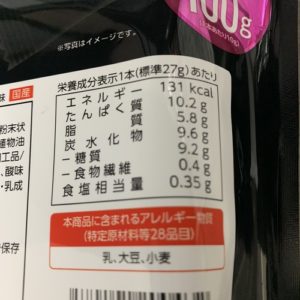 100g
※写真はイメージです。
味 国産
粉末状
植物油
加工品/
、酸味
・乳成
保存
栄養成分表示1本(標準27g)あたり
エネルギー 131 kcal
たんぱく質 10.2 g
脂質 5.8 g
炭水化物 9.6 g
-糖質 9.2 g
-食物繊維 0.4 g
食塩相当量 0.35g
本商品に含まれるアレルギー物質
(特定原材料等28品目)
乳、大豆、小麦